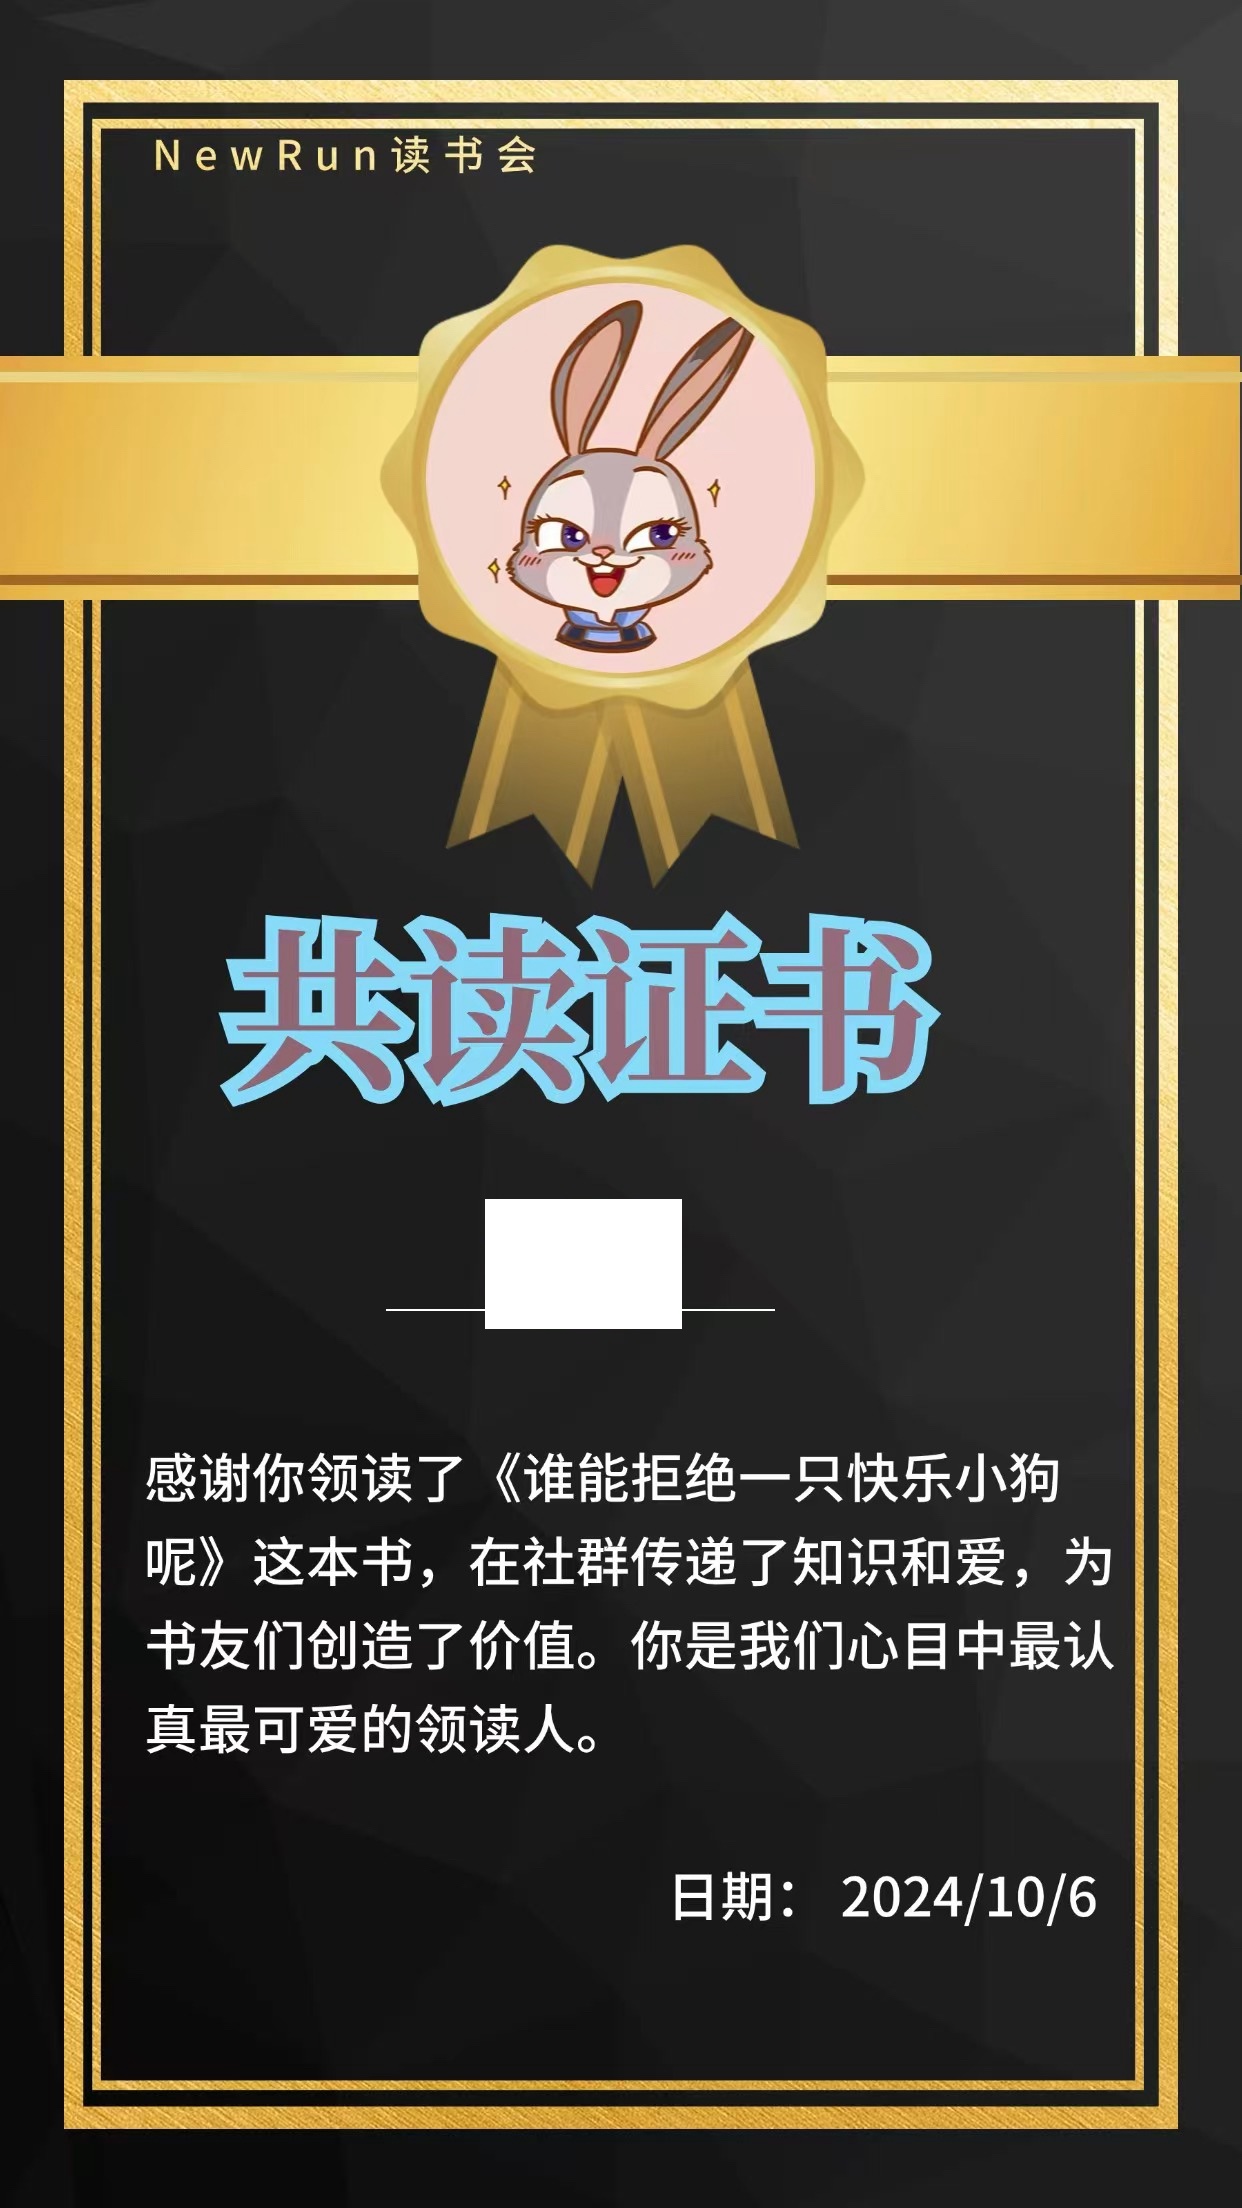 NewRun读书会
共读证书
感谢你领读了《谁能拒绝一只快乐小狗
呢》这本书，在社群传递了知识和爱，为
书友们创造了价值。你是我们心目中最认
真最可爱的领读人。
日期： 2024/10/6